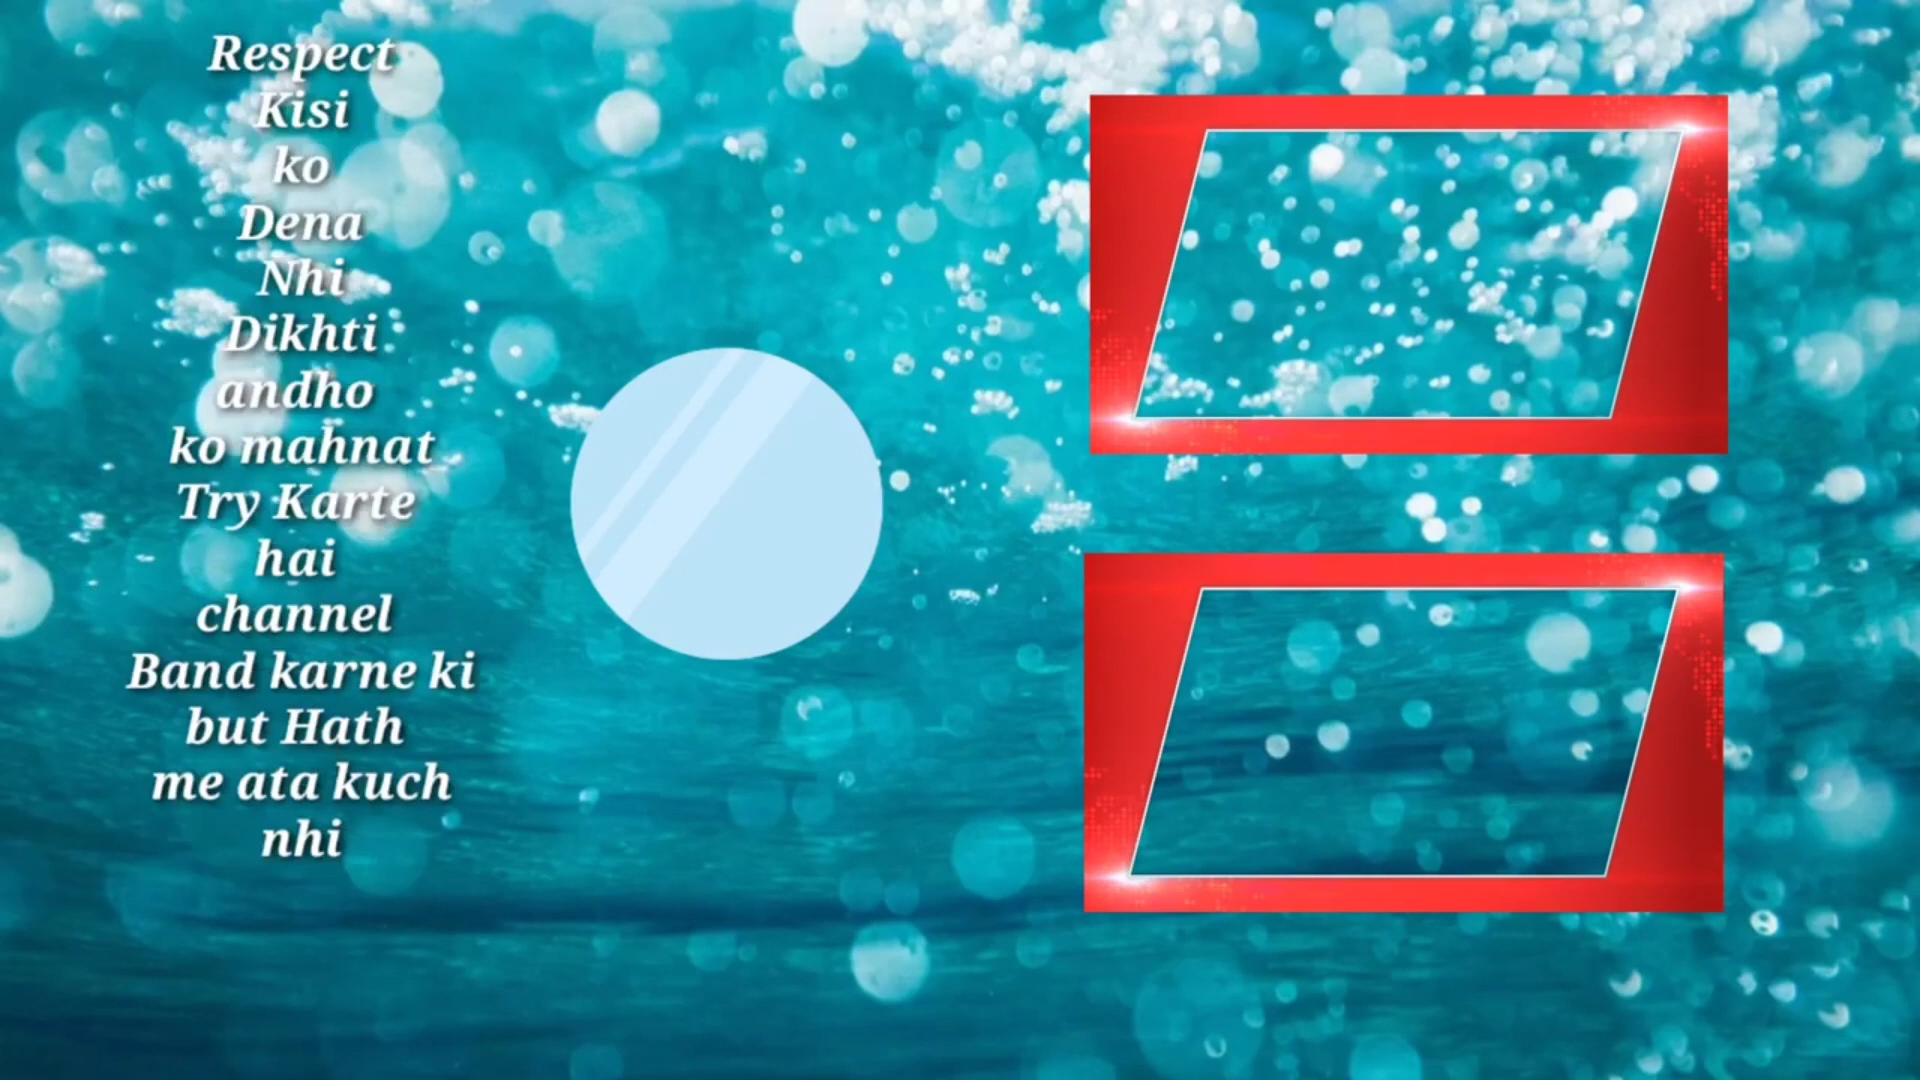 Respect
Kisi
ko
Dena
Nhi
Dikhti
andho
ko mahnat
Try Karte
hai
channel
Band karne ki
but Hath
me ata kuch
nhi